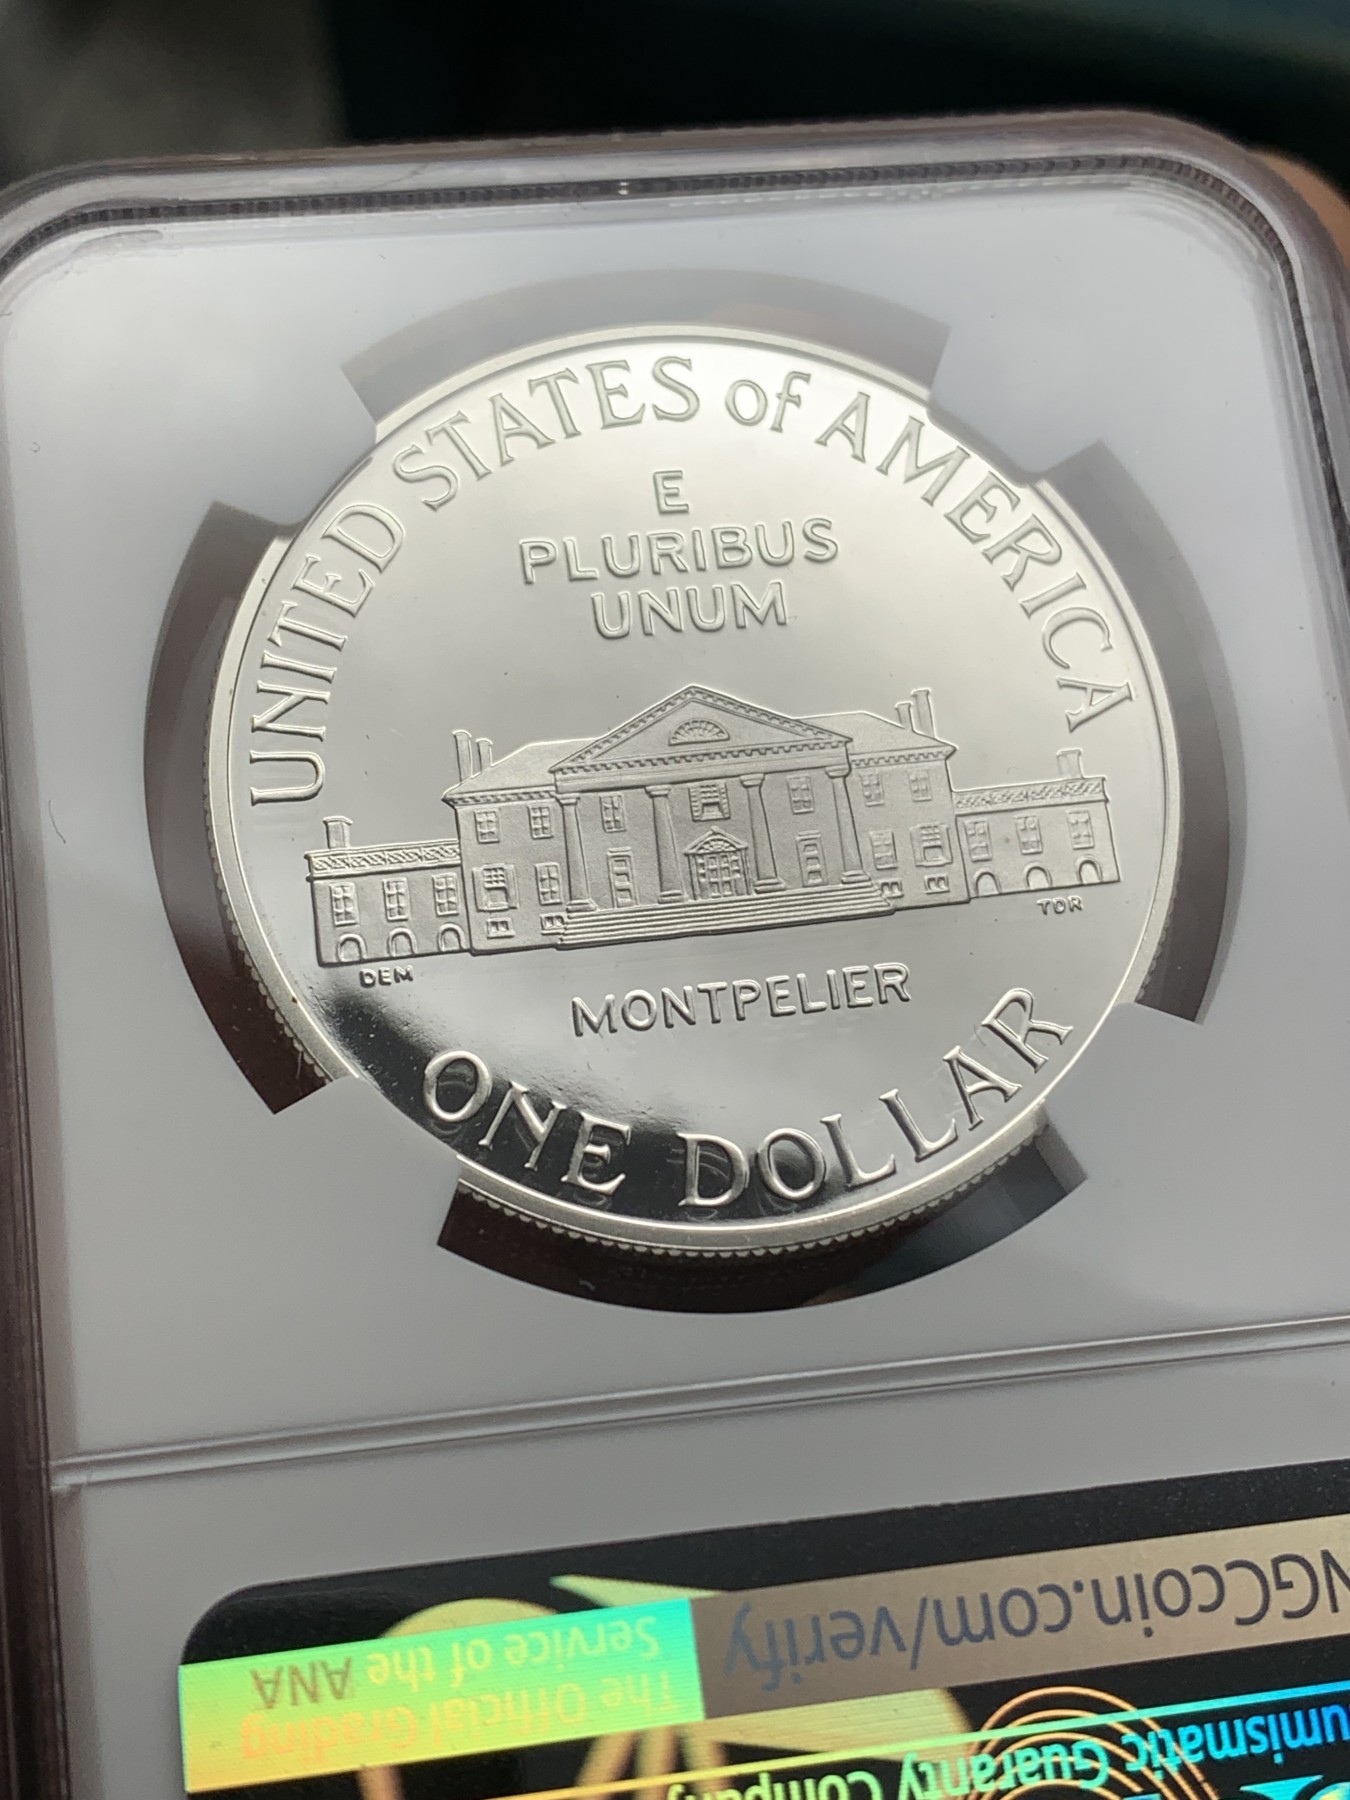 UNITED STATES of AMERICA
E
PLURIBUS
UNUM
DEM
TDR
MONTPELIER
ONE DOLLAR
NGCcoin.com/verify
The Official Grading
Service of the ANA
Numismatic Guaranty Company